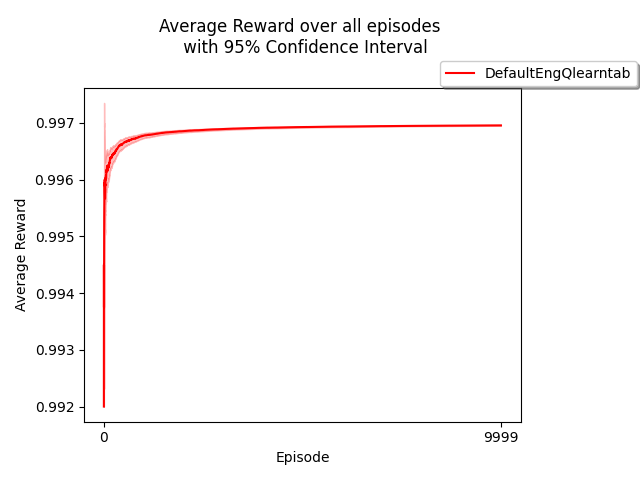 Average Reward over all episodes
with 95% Confidence Interval
DefaultEngQlearntab
0.997
0.996
0.995
0.994
0.993
0.992
Average Reward
0
9999
Episode